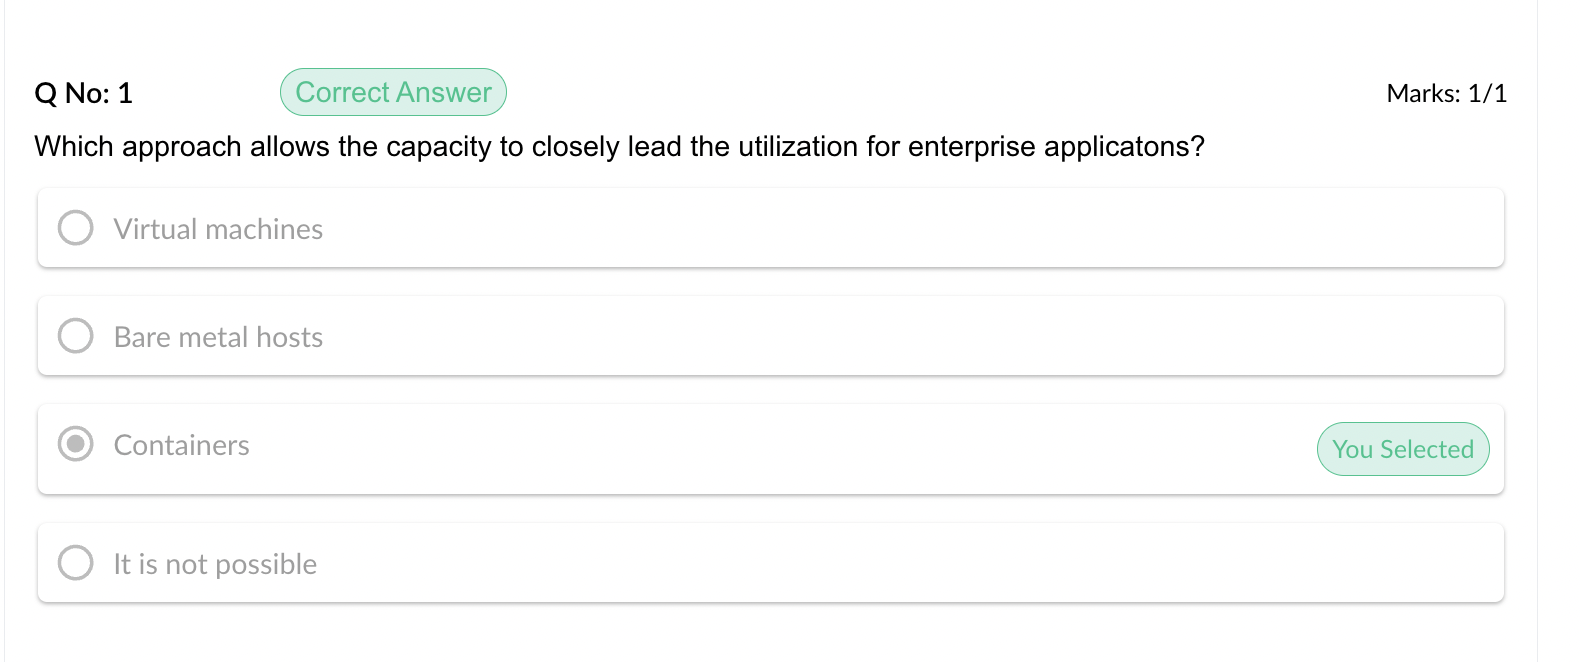 Q No: 1 Correct Answer Marks: 1/1
Which approach allows the capacity to closely lead the utilization for enterprise applicatons?
Virtual machines
Bare metal hosts
Containers You Selected
It is not possible